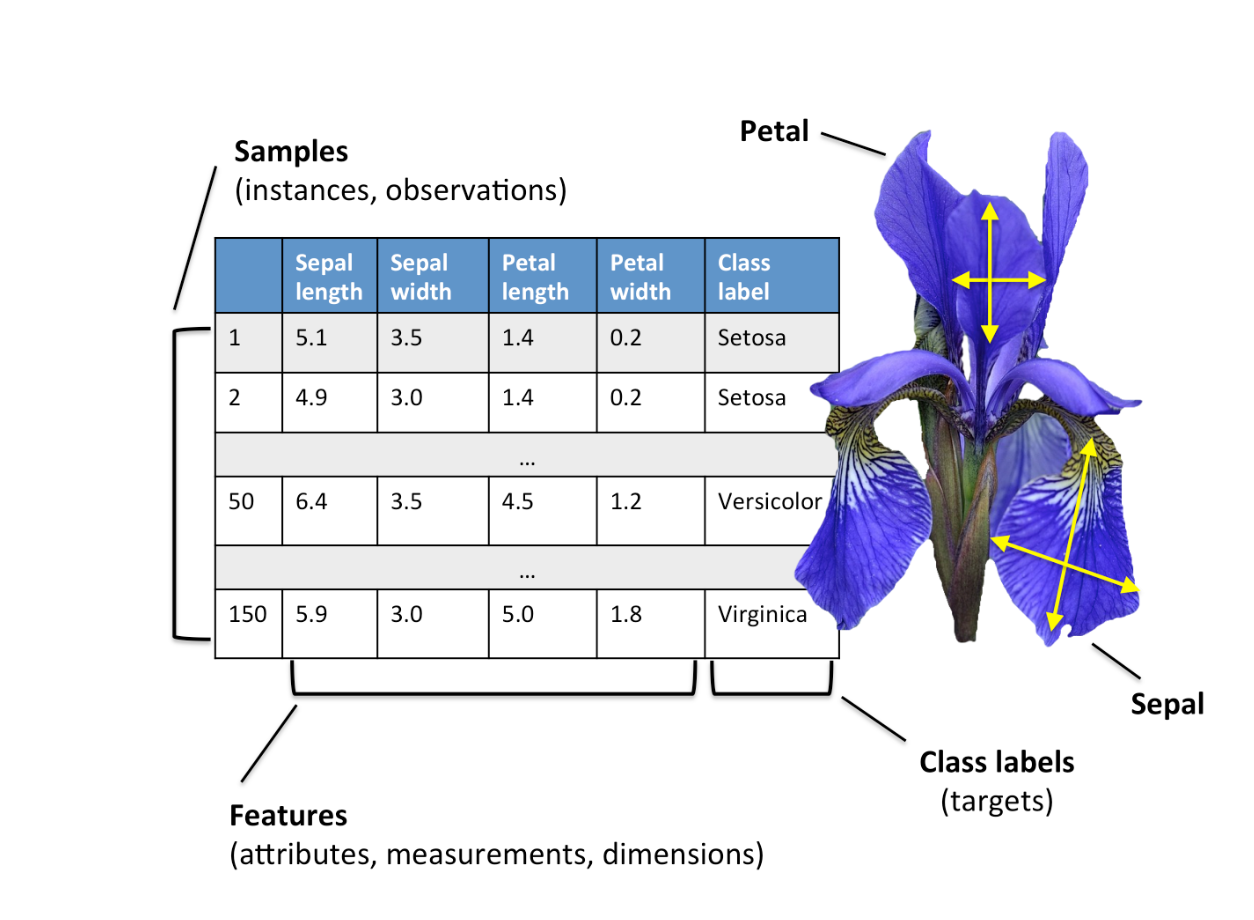 Petal
Samples
(instances, observations)
Sepal length Sepal width Petal length Petal width Class label
1 5.1 3.5 1.4 0.2 Setosa
2 4.9 3.0 1.4 0.2 Setosa
...
50 6.4 3.5 4.5 1.2 Versicolor
...
150 5.9 3.0 5.0 1.8 Virginica
Sepal
Class labels
(targets)
Features
(attributes, measurements, dimensions)